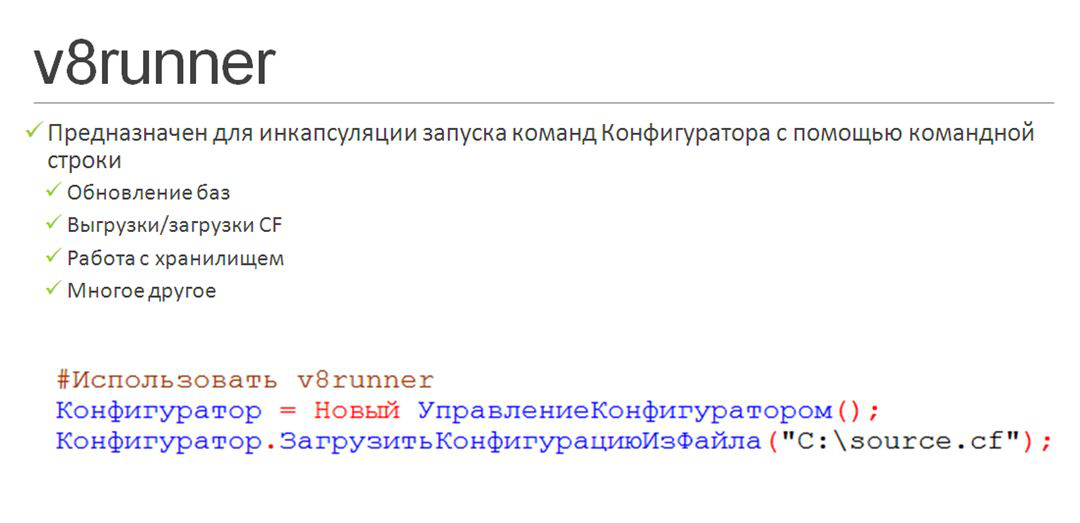 v8runner
Предназначен для инкапсуляции запуска команд Конфигуратора с помощью командной
строки
Обновление баз
Выгрузки/загрузки CF
Работа с хранилищем
Многое другое
#Использовать v8runner
Конфигуратор = Новый УправлениеКонфигуратором();
Конфигуратор.ЗагрузитьКонфигурациюИзФайла("C:\source.cf");